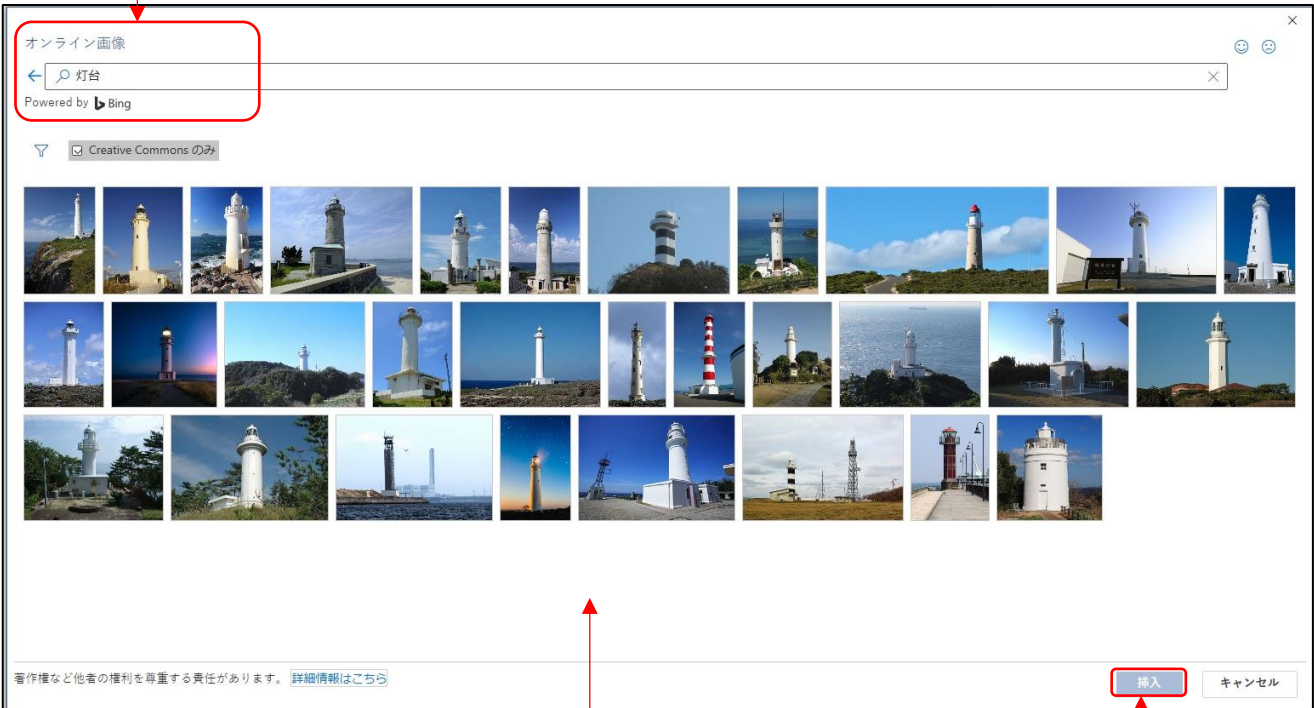 オンライン画像
灯台
Powered by Bing
Creative Commons のみ
著作権など他者の権利を尊重する責任があります。 詳細情報はこちら
挿入
キャンセル